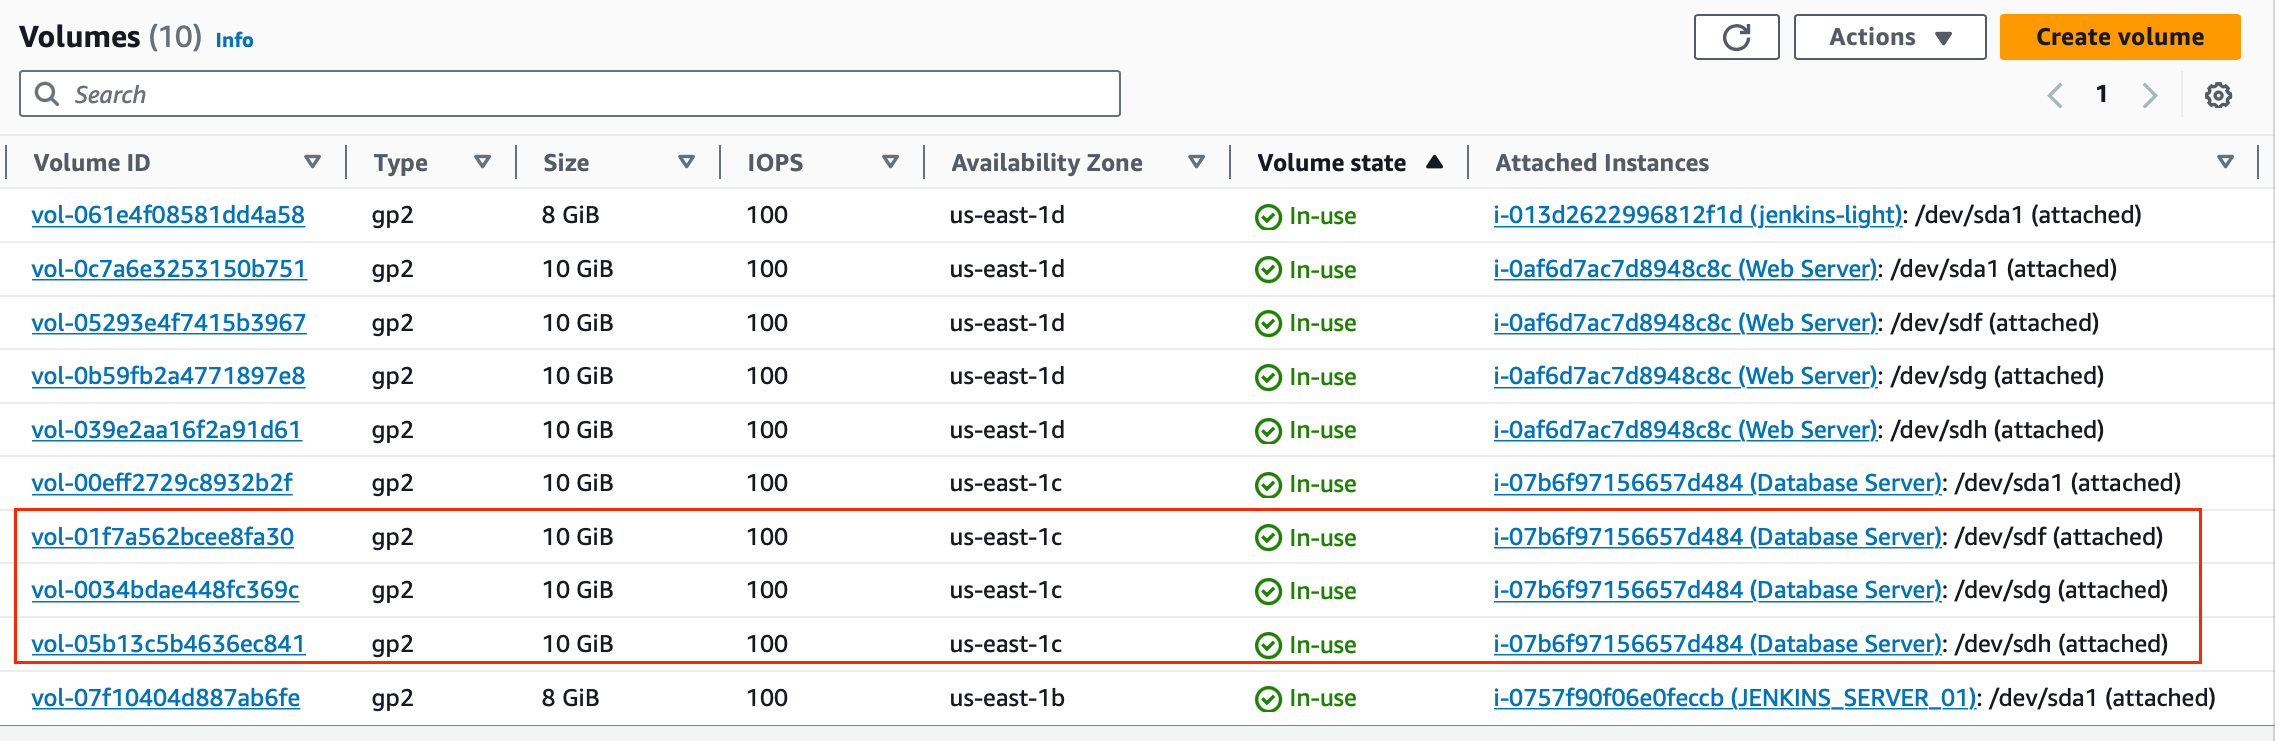 Volumes (10) Info
Actions
Create volume
Search
1
Volume ID Type Size IOPS Availability Zone Volume state Attached Instances
vol-061e4f08581dd4a58 gp2 8 GiB 100 us-east-1d In-use i-013d2622996812f1d (jenkins-light): /dev/sda1 (attached)
vol-0c7a6e3253150b751 gp2 10 GiB 100 us-east-1d In-use i-0af6d7ac7d8948c8c (Web Server): /dev/sda1 (attached)
vol-05293e4f7415b3967 gp2 10 GiB 100 us-east-1d In-use i-0af6d7ac7d8948c8c (Web Server): /dev/sdf (attached)
vol-0b59fb2a4771897e8 gp2 10 GiB 100 us-east-1d In-use i-0af6d7ac7d8948c8c (Web Server): /dev/sdg (attached)
vol-039e2aa16f2a91d61 gp2 10 GiB 100 us-east-1d In-use i-0af6d7ac7d8948c8c (Web Server): /dev/sdh (attached)
vol-00eff2729c8932b2f gp2 10 GiB 100 us-east-1c In-use i-07b6f97156657d484 (Database Server): /dev/sda1 (attached)
vol-01f7a562bcee8fa30 gp2 10 GiB 100 us-east-1c In-use i-07b6f97156657d484 (Database Server): /dev/sdf (attached)
vol-0034bdae448fc369c gp2 10 GiB 100 us-east-1c In-use i-07b6f97156657d484 (Database Server): /dev/sdg (attached)
vol-05b13c5b4636ec841 gp2 10 GiB 100 us-east-1c In-use i-07b6f97156657d484 (Database Server): /dev/sdh (attached)
vol-07f10404d887ab6fe gp2 8 GiB 100 us-east-1b In-use i-0757f90f06e0feccb (JENKINS_SERVER_01): /dev/sda1 (attached)